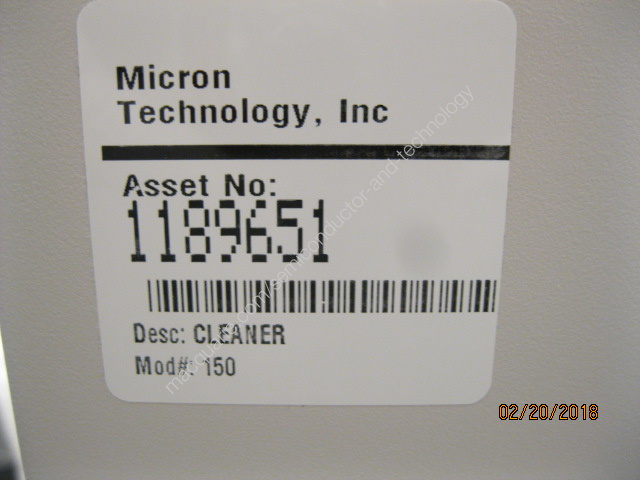 Micron
Technology, Inc
Asset No:
1189651
Desc: CLEANER
Mod#: 150
02/20/2018